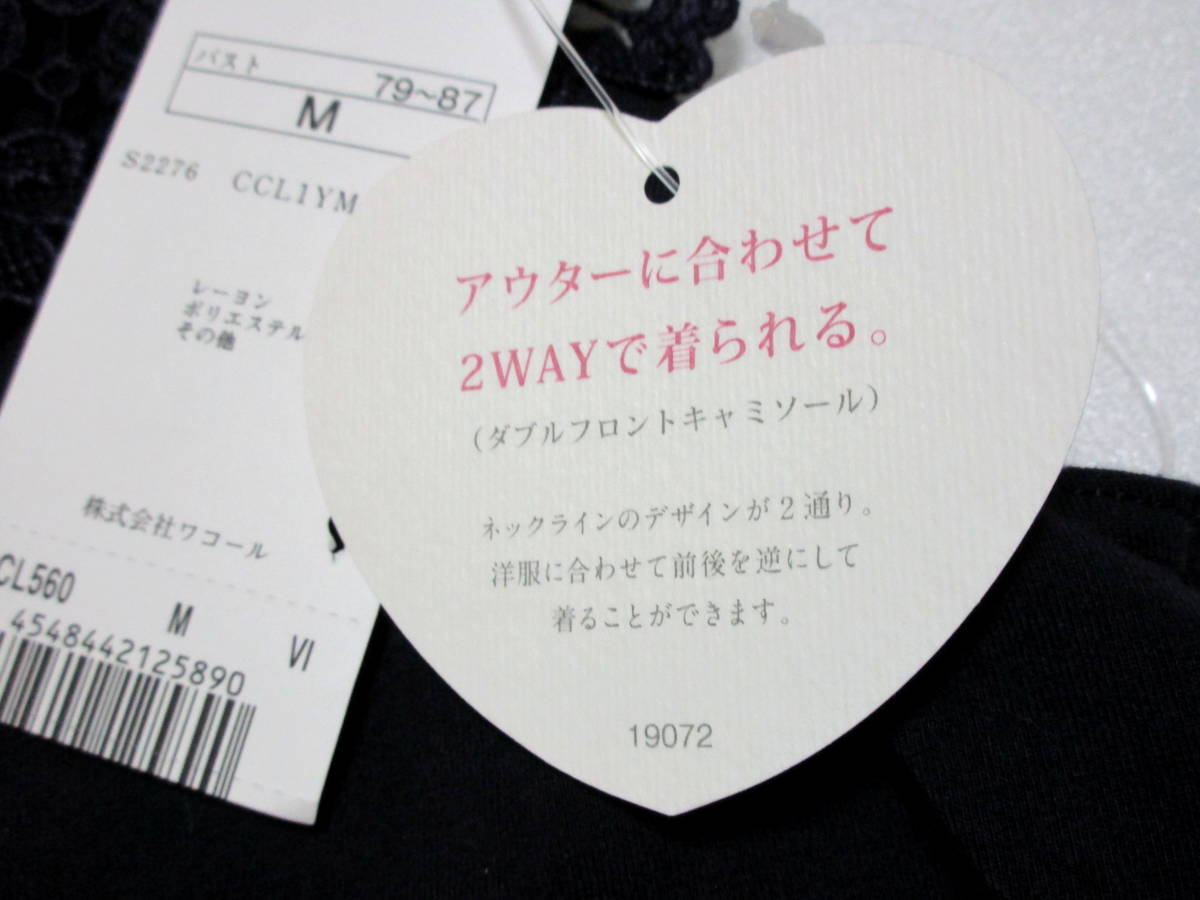 バスト 79~87
M
S2276 CCL1YM
レーヨン
ポリエステル
その他
株式会社ワコール
CL560 M VI
4548442125890
アウターに合わせて
2WAYで着られる。
(ダブルフロントキャミソール)
ネックラインのデザインが2通り。
洋服に合わせて前後を逆にして
着ることができます。
19072